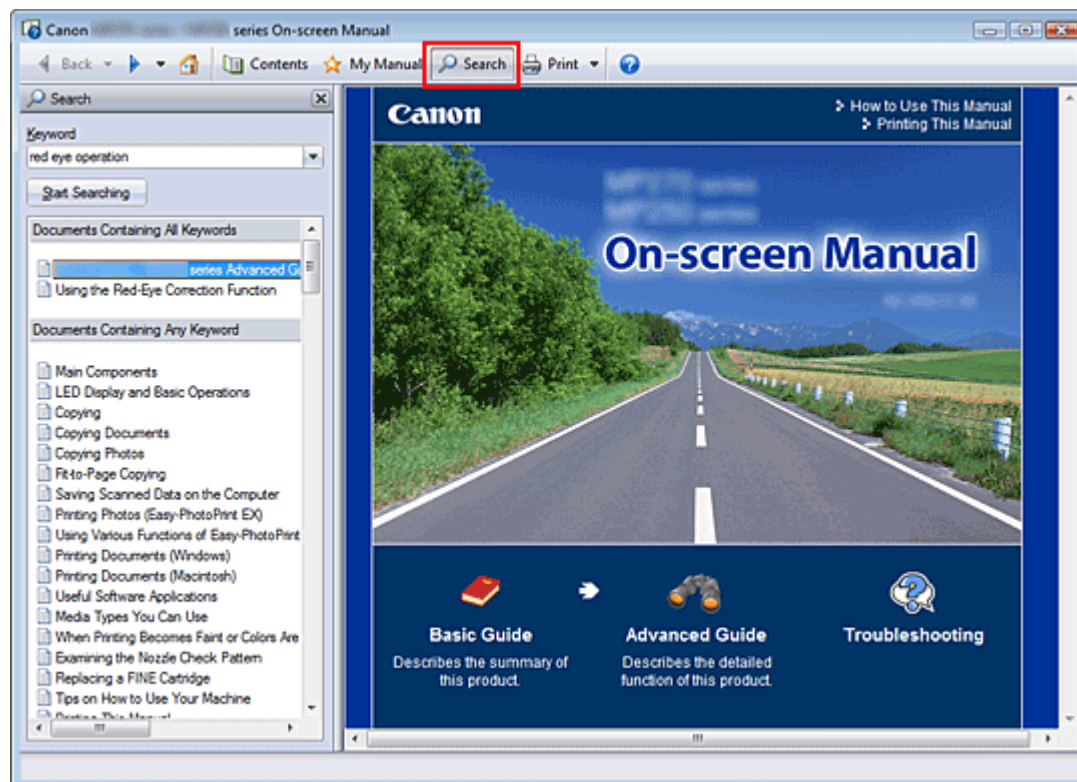 Canon series On-screen Manual
Back Contents My Manual Search Print
Search
Keyword
red eye operation
Start Searching
Documents Containing All Keywords
series Advanced G
Using the Red-Eye Correction Function
Documents Containing Any Keyword
Main Components
LED Display and Basic Operations
Copying
Copying Documents
Copying Photos
Fit-to-Page Copying
Saving Scanned Data on the Computer
Printing Photos (Easy-PhotoPrint EX)
Using Various Functions of Easy-PhotoPrint
Printing Documents (Windows)
Printing Documents (Macintosh)
Useful Software Applications
Media Types You Can Use
When Printing Becomes Faint or Colors Are
Examining the Nozzle Check Pattern
Replacing a FINE Cartridge
Tips on How to Use Your Machine
Printing This Manual
Canon
How to Use This Manual
Printing This Manual
series
series
On-screen Manual
Basic Guide
Describes the summary of
this product.
Advanced Guide
Describes the detailed
function of this product.
Troubleshooting